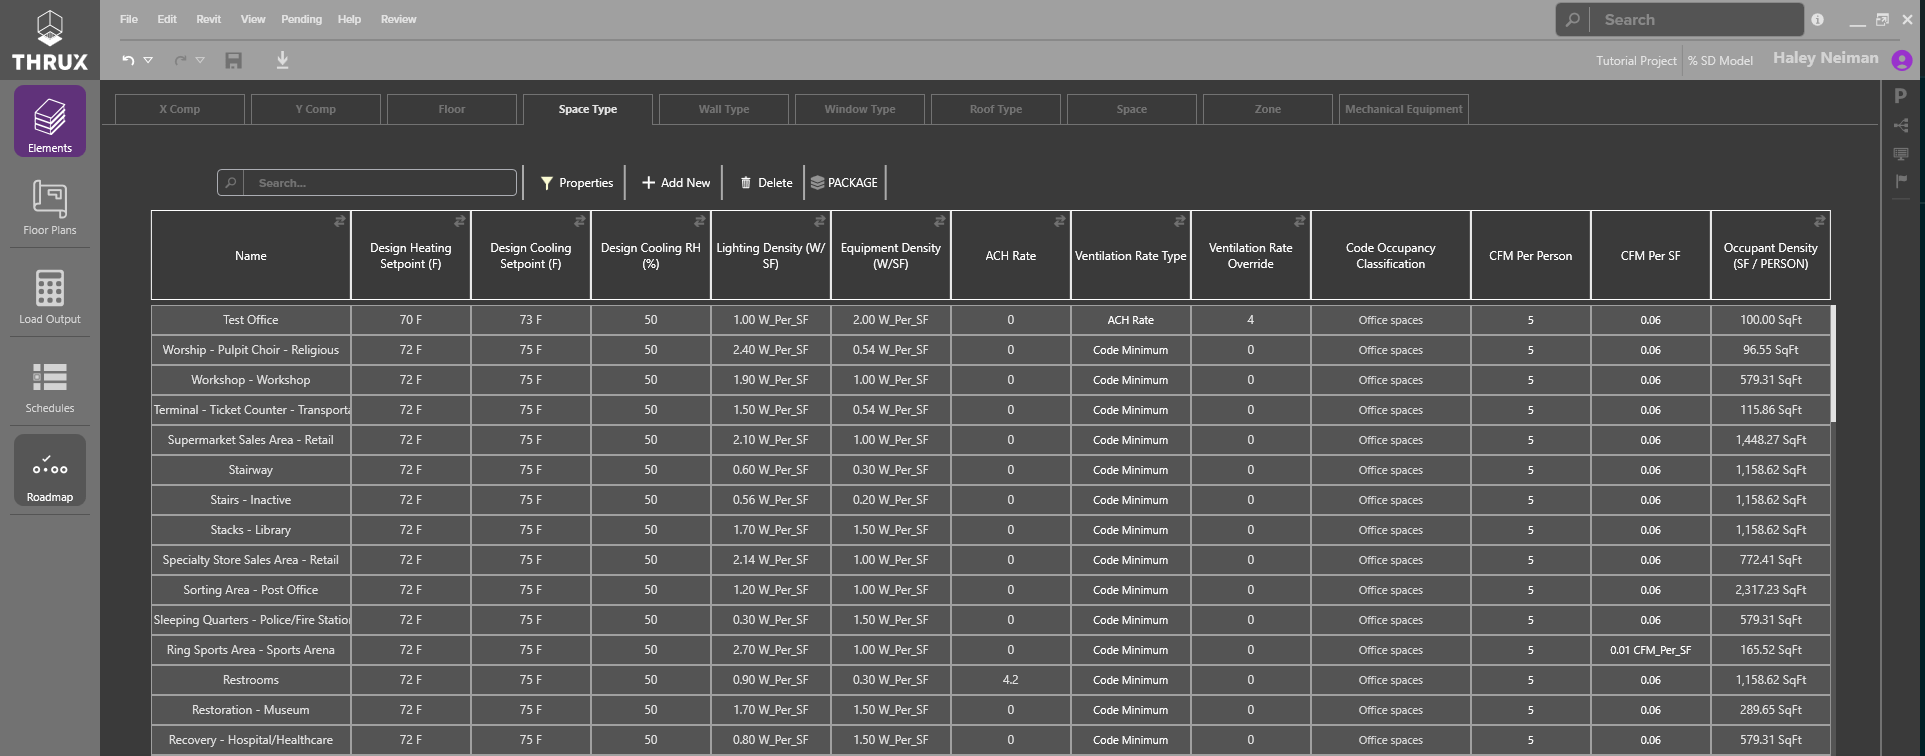 THRUX
File Edit Revit View Pending Help Review
Search
Tutorial Project % SD Model Haley Neiman
Elements
Floor Plans
Load Output
Schedules
Roadmap
X Comp Y Comp Floor Space Type Wall Type Window Type Roof Type Space Zone Mechanical Equipment
P
Search... Properties Add New Delete PACKAGE
Name
Design Heating
Setpoint (F)
Design Cooling
Setpoint (F)
Design Cooling RH
(%)
Lighting Density (W/
SF)
Equipment Density
(W/SF)
ACH Rate
Ventilation Rate Type
Ventilation Rate
Override
Code Occupancy
Classification
CFM Per Person
CFM Per SF
Occupant Density
(SF / PERSON)
Test Office 70 F 73 F 50 1.00 W_Per_SF 2.00 W_Per_SF 0 ACH Rate 4 Office spaces 5 0.06 100.00 SqFt
Worship - Pulpit Choir - Religious 72 F 75 F 50 2.40 W_Per_SF 0.54 W_Per_SF 0 Code Minimum 0 Office spaces 5 0.06 96.55 SqFt
Workshop - Workshop 72 F 75 F 50 1.90 W_Per_SF 1.00 W_Per_SF 0 Code Minimum 0 Office spaces 5 0.06 579.31 SqFt
Terminal - Ticket Counter - Transporta 72 F 75 F 50 1.50 W_Per_SF 0.54 W_Per_SF 0 Code Minimum 0 Office spaces 5 0.06 115.86 SqFt
Supermarket Sales Area - Retail 72 F 75 F 50 2.10 W_Per_SF 1.00 W_Per_SF 0 Code Minimum 0 Office spaces 5 0.06 1,448.27 SqFt
Stairway 72 F 75 F 50 0.60 W_Per_SF 0.30 W_Per_SF 0 Code Minimum 0 Office spaces 5 0.06 1,158.62 SqFt
Stairs - Inactive 72 F 75 F 50 0.56 W_Per_SF 0.20 W_Per_SF 0 Code Minimum 0 Office spaces 5 0.06 1,158.62 SqFt
Stacks - Library 72 F 75 F 50 1.70 W_Per_SF 1.50 W_Per_SF 0 Code Minimum 0 Office spaces 5 0.06 1,158.62 SqFt
Specialty Store Sales Area - Retail 72 F 75 F 50 2.14 W_Per_SF 1.00 W_Per_SF 0 Code Minimum 0 Office spaces 5 0.06 772.41 SqFt
Sorting Area - Post Office 72 F 75 F 50 1.20 W_Per_SF 1.00 W_Per_SF 0 Code Minimum 0 Office spaces 5 0.06 2,317.23 SqFt
Sleeping Quarters - Police/Fire Station 72 F 75 F 50 0.30 W_Per_SF 1.50 W_Per_SF 0 Code Minimum 0 Office spaces 5 0.06 579.31 SqFt
Ring Sports Area - Sports Arena 72 F 75 F 50 2.70 W_Per_SF 1.00 W_Per_SF 0 Code Minimum 0 Office spaces 5 0.01 CFM_Per_SF 165.52 SqFt
Restrooms 72 F 75 F 50 0.90 W_Per_SF 0.30 W_Per_SF 4.2 Code Minimum 0 Office spaces 5 0.06 1,158.62 SqFt
Restoration - Museum 72 F 75 F 50 1.70 W_Per_SF 1.50 W_Per_SF 0 Code Minimum 0 Office spaces 5 0.06 289.65 SqFt
Recovery - Hospital/Healthcare 72 F 75 F 50 0.80 W_Per_SF 1.50 W_Per_SF 0 Code Minimum 0 Office spaces 5 0.06 579.31 SqFt